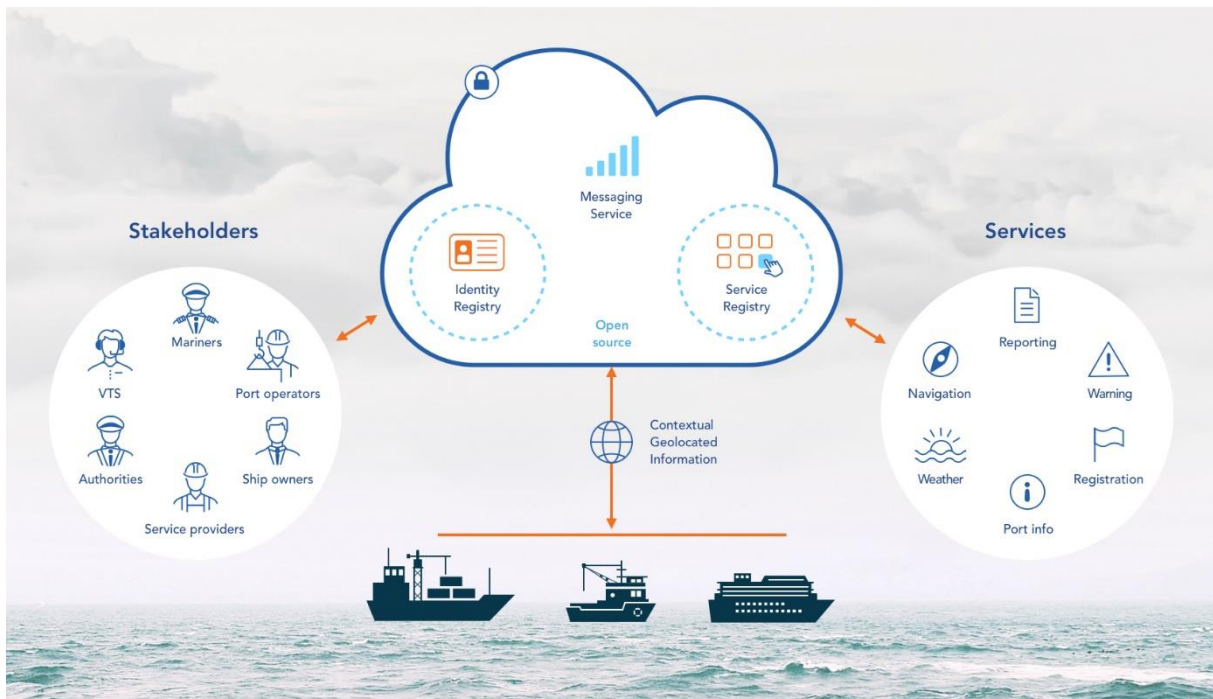 Messaging
Service
Stakeholders
Services
Identity
Registry
Service
Registry
Open
source
Mariners
VTS
Port operators
Authorities
Ship owners
Service providers
Contextual
Geolocated
Information
Reporting
Navigation
Warning
Weather
Registration
Port info